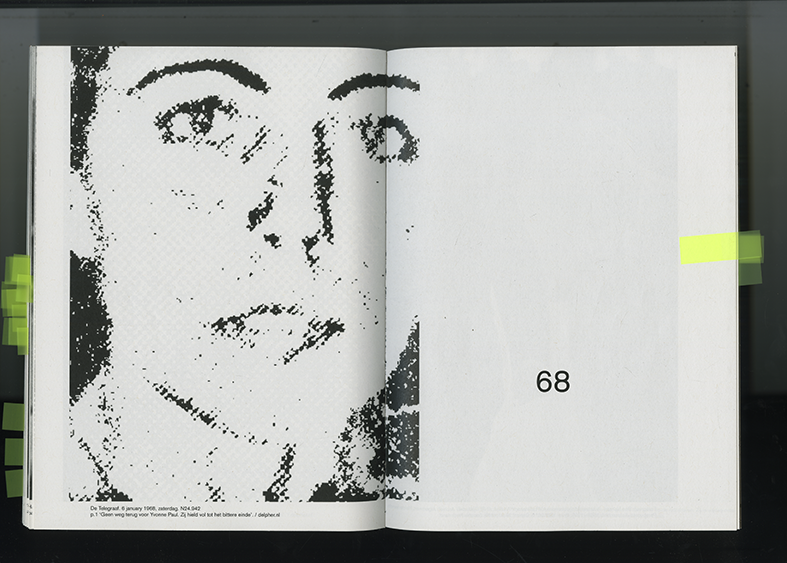 De Telegraaf. 6 january 1968, zaterdag. N24.942
p.1 'Geen weg terug voor Yvonne Paul. Zij hield vol tot het bittere einde'. / delpher.nl
68